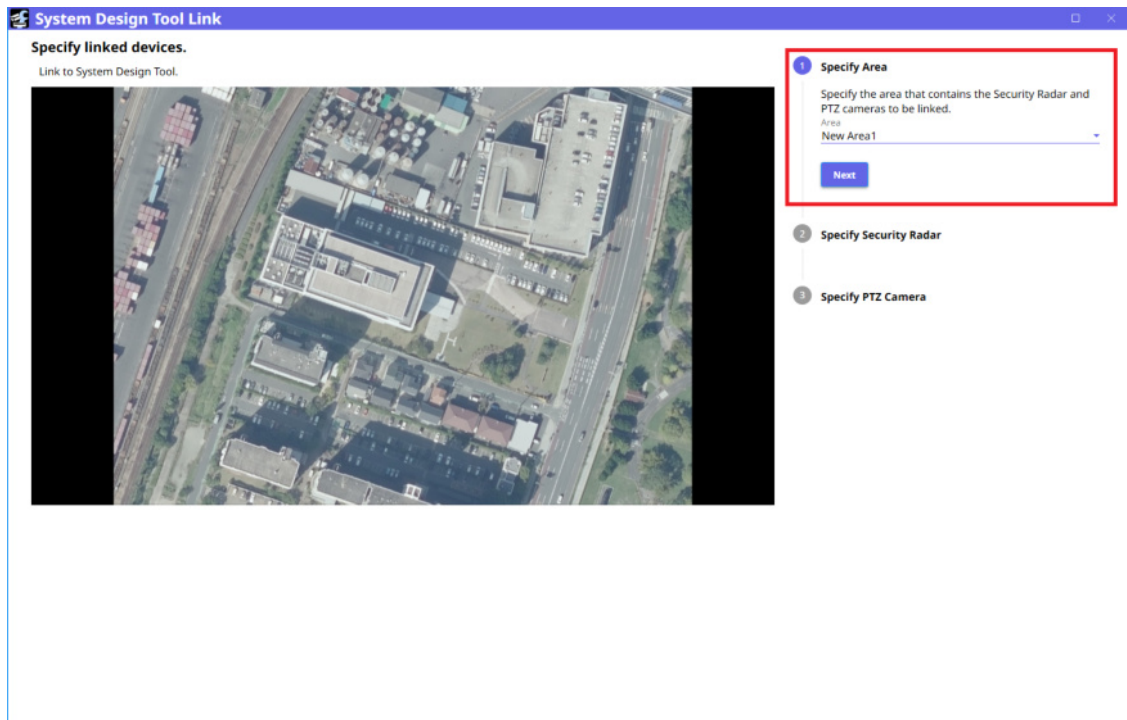 System Design Tool Link
Specify linked devices.
Link to System Design Tool.
1
Specify Area
Specify the area that contains the Security Radar and
PTZ cameras to be linked.
Area
New Area1
Next
2
Specify Security Radar
3
Specify PTZ Camera